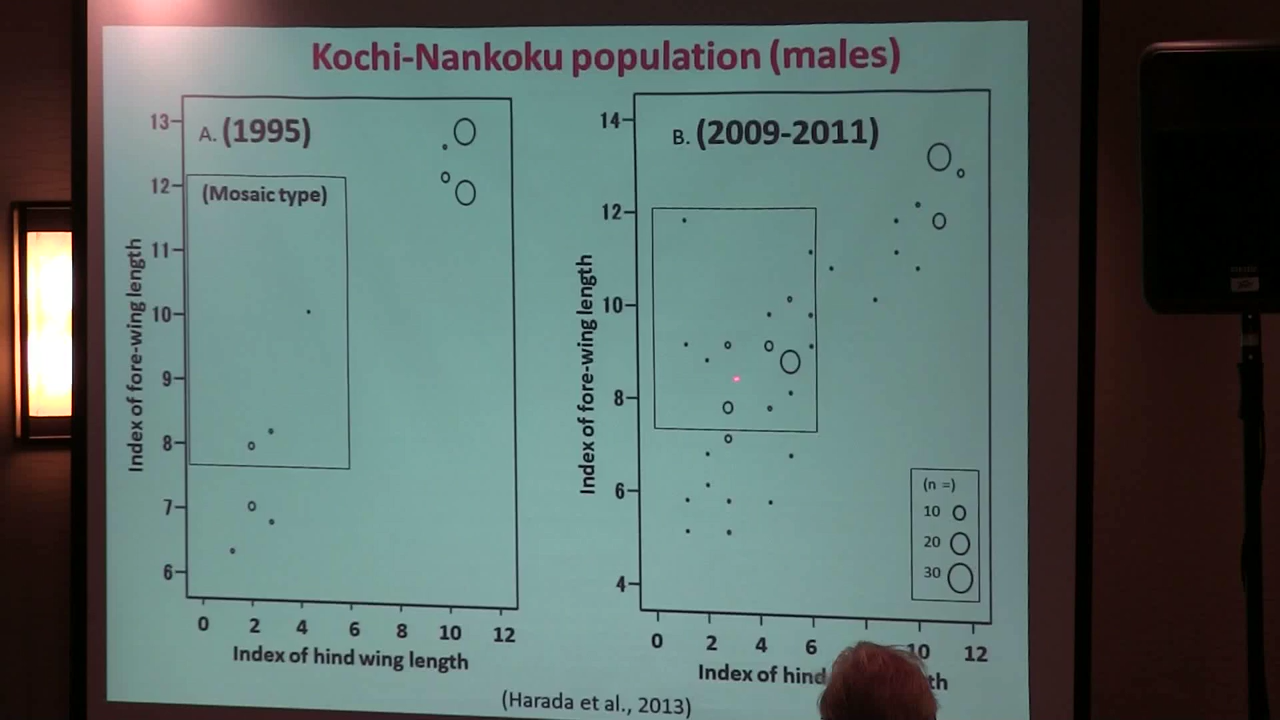 Kochi-Nankoku population (males)
A. (1995)
(Mosaic type)
13
12
11
10
9
8
7
6
Index of fore-wing length
0 2 4 6 8 10 12
Index of hind wing length
B. (2009-2011)
14
12
10
8
6
4
Index of fore-wing length
(n =)
10
20
30
0 2 4 6 10 12
Index of hind th
(Harada et al., 2013)